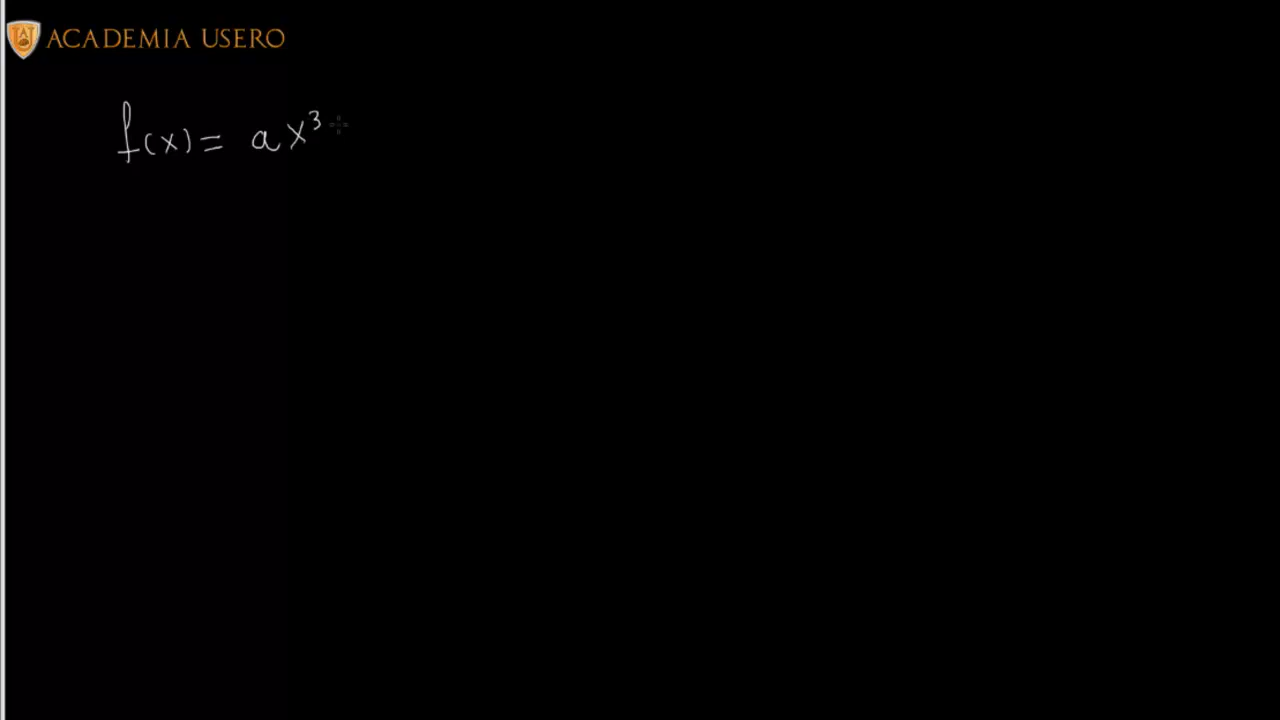 ACADEMIA USERO
f(x) = ax³